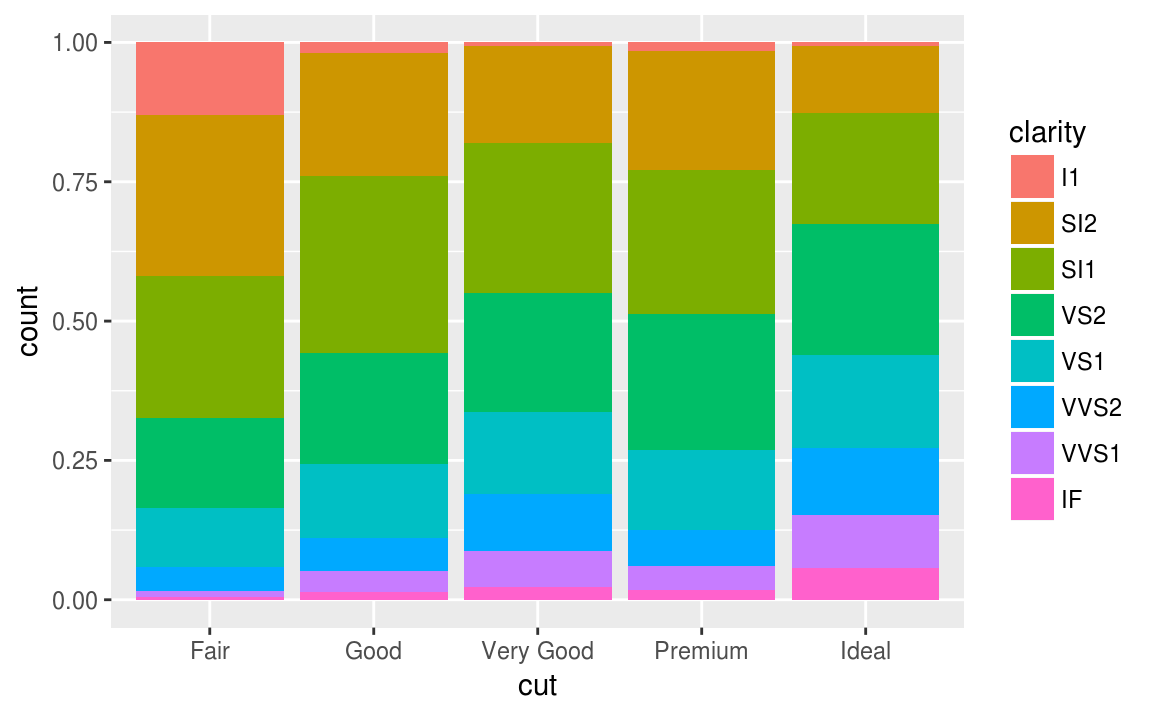 1.00
0.75
0.50
0.25
0.00
count
Fair Good Very Good Premium Ideal
cut
clarity
I1
SI2
SI1
VS2
VS1
VVS2
VVS1
IF